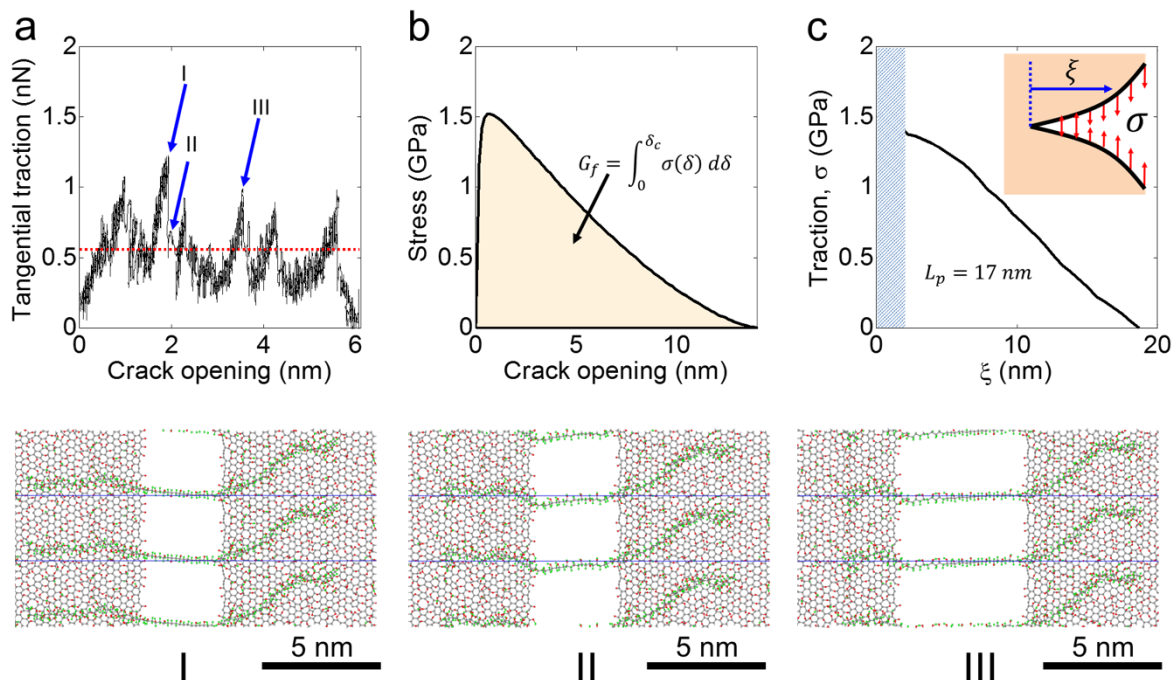 a
2
1.5
1
0.5
0
Tangential traction (nN)
I
II
III
0 2 4 6
Crack opening (nm)
b
2
1.5
1
0.5
0
Stress (GPa)
G_f = ∫_0^{δ_c} σ(δ) dδ
0 5 10
Crack opening (nm)
c
2
1.5
1
0.5
0
Traction, σ (GPa)
ξ
σ
L_p = 17 nm
0 5 10 15 20
ξ (nm)
I
5 nm
II
5 nm
III
5 nm